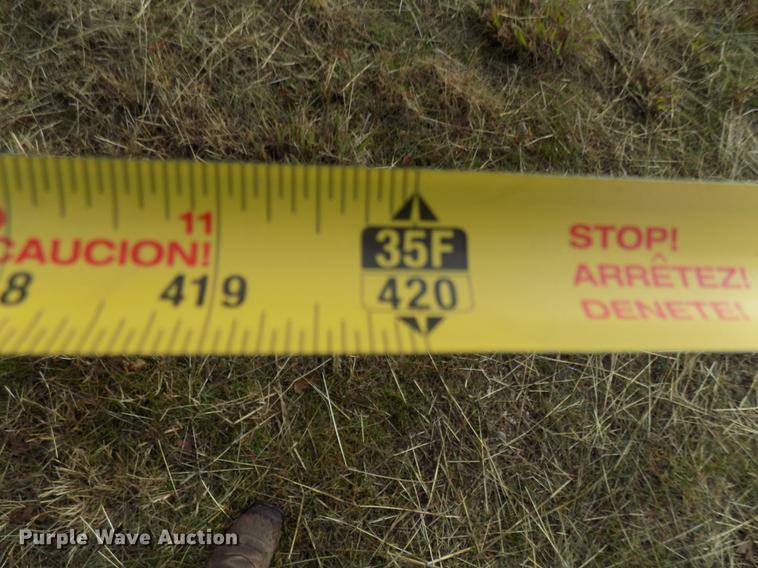 11
CAUCION!
8 419
35F
420
STOP!
ARRÊTEZ!
DENETE!
Purple Wave Auction